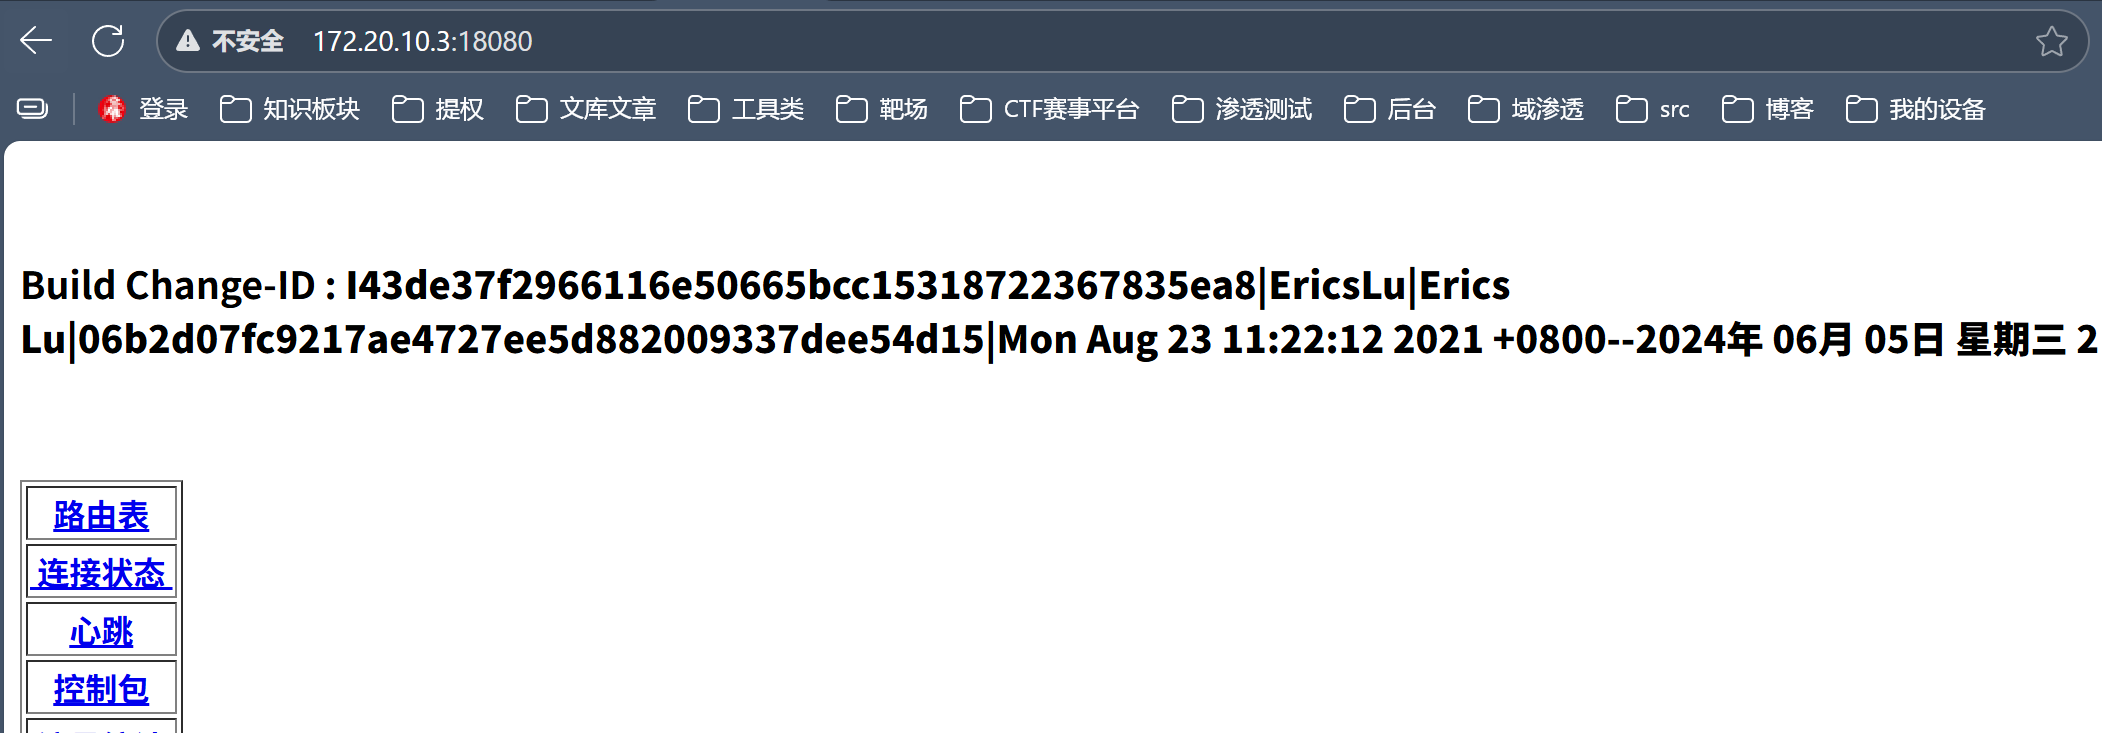 不安全 172.20.10.3:18080
登录 知识板块 提权 文库文章 工具类 靶场 CTF赛事平台 渗透测试 后台 域渗透 src 博客 我的设备
Build Change-ID : I43de37f2966116e50665bcc15318722367835ea8|EricsLu|Erics
Lu|06b2d07fc9217ae4727ee5d882009337dee54d15|Mon Aug 23 11:22:12 2021 +0800--2024年 06月 05日 星期三 2
路由表
连接状态
心跳
控制包